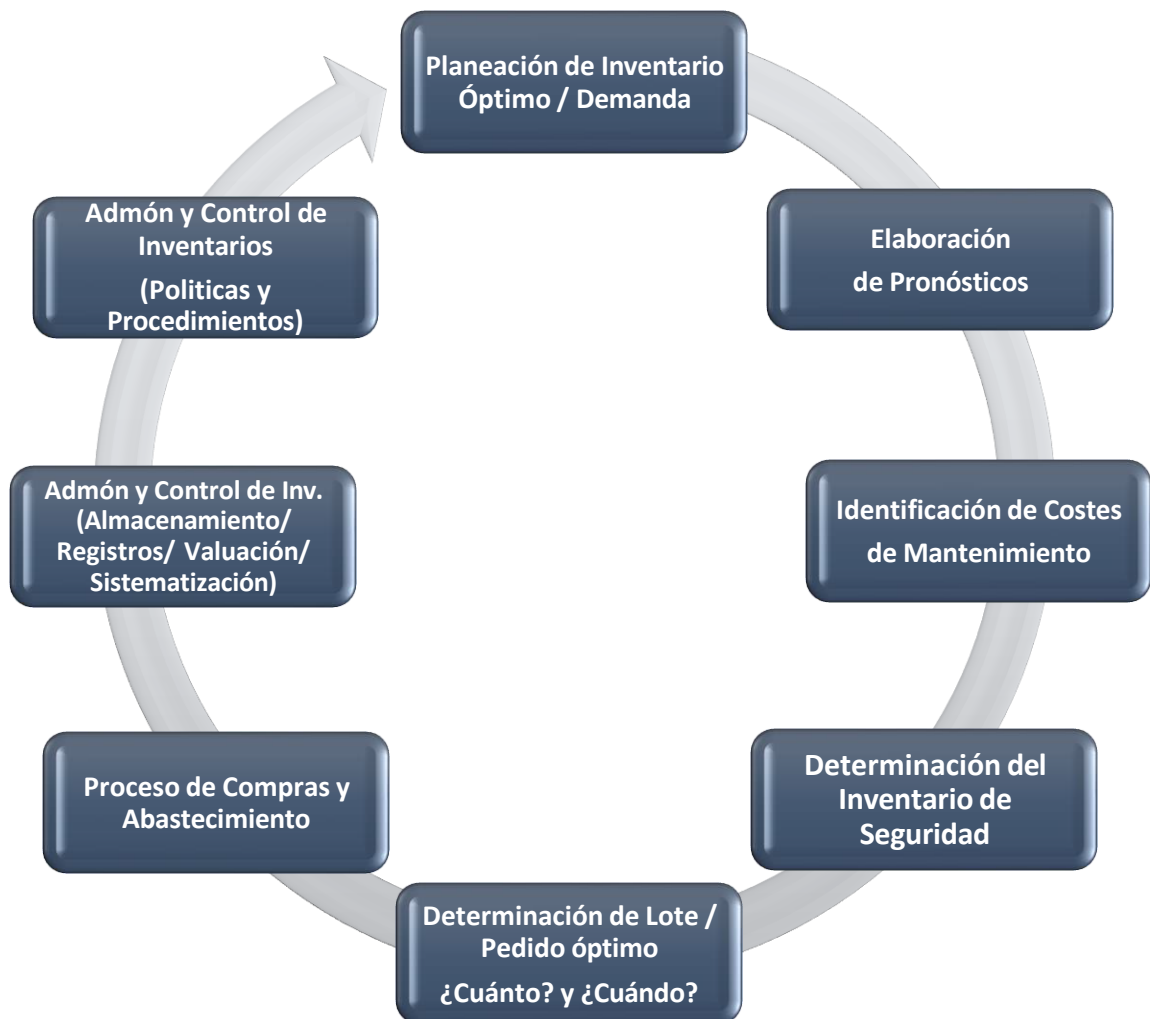 Planeación de Inventario
Óptimo / Demanda
Elaboración
de Pronósticos
Identificación de Costes
de Mantenimiento
Determinación del
Inventario de
Seguridad
Determinación de Lote /
Pedido óptimo
¿Cuánto? y ¿Cuándo?
Proceso de Compras y
Abastecimiento
Admón y Control de Inv.
(Almacenamiento/
Registros/ Valuación/
Sistematización)
Admón y Control de
Inventarios
(Politicas y
Procedimientos)